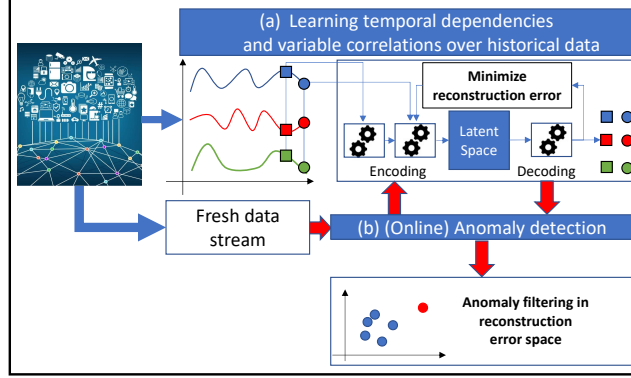 (a) Learning temporal dependencies
and variable correlations over historical data
Minimize
reconstruction error
Latent
Space
Encoding
Decoding
Fresh data
stream
(b) (Online) Anomaly detection
Anomaly filtering in
reconstruction
error space